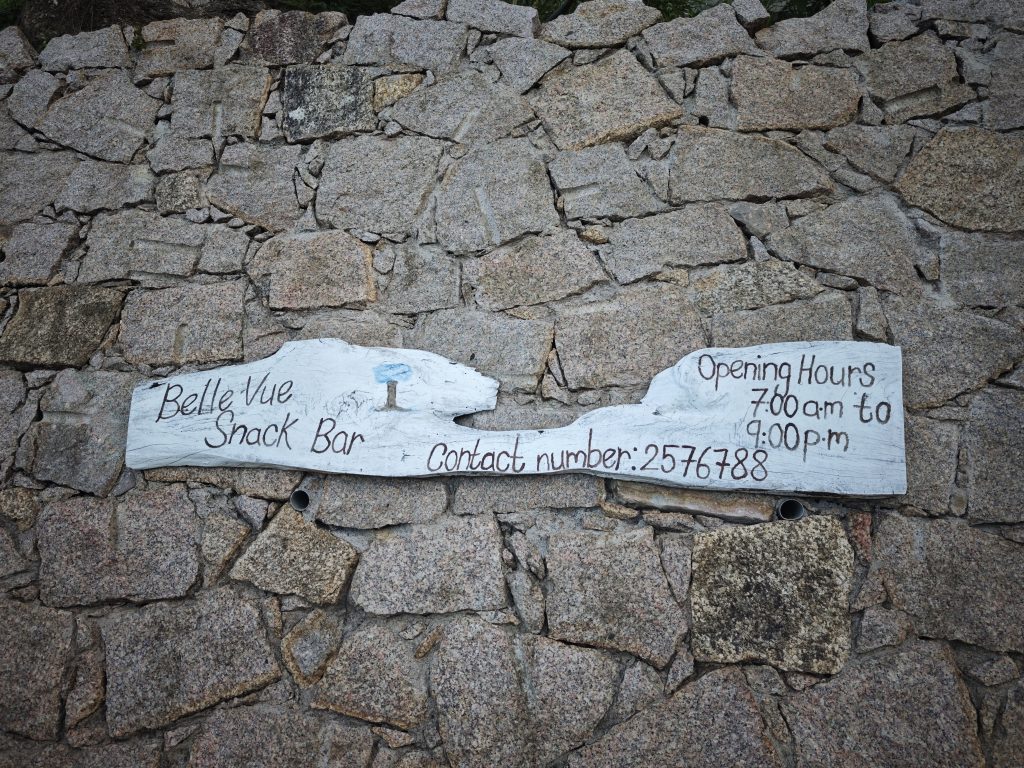 Belle Vue
Snack Bar
Contact number: 2576788
Opening Hours
7:00 a.m to
9:00 p.m